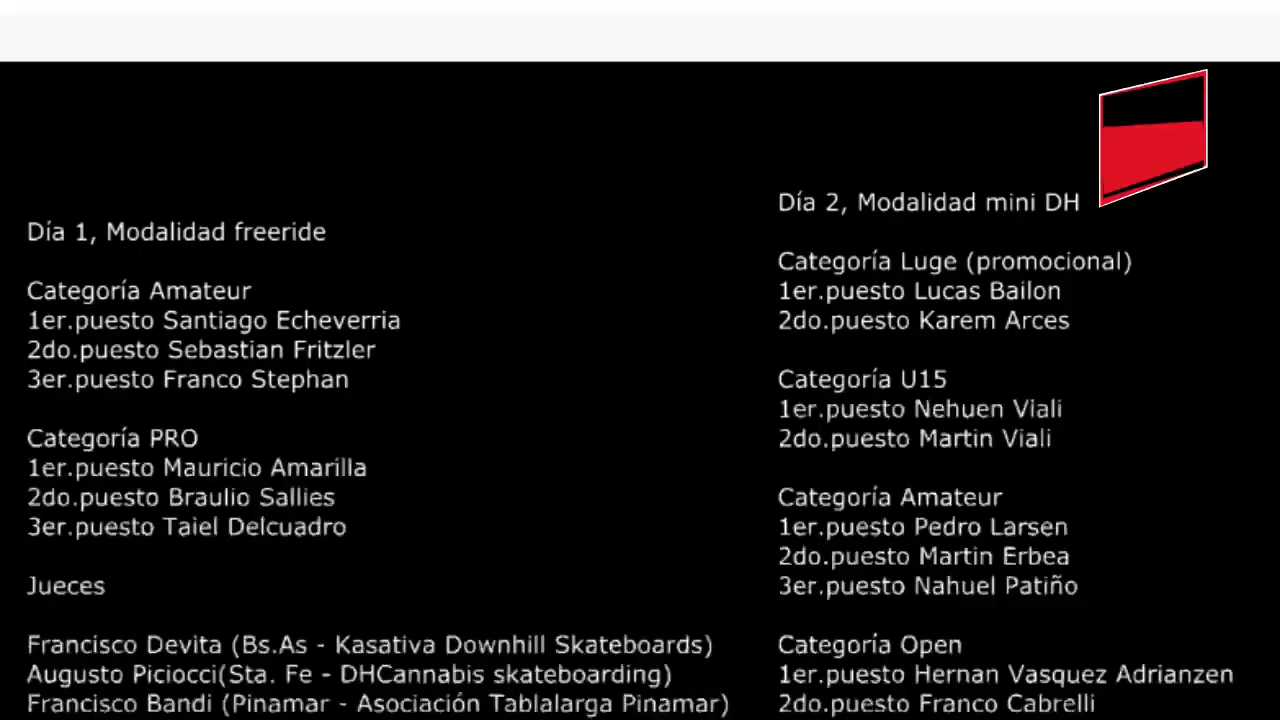 Día 1, Modalidad freeride
Categoría Amateur
1er.puesto Santiago Echeverria
2do.puesto Sebastian Fritzler
3er.puesto Franco Stephan
Categoría PRO
1er.puesto Mauricio Amarilla
2do.puesto Braulio Sallies
3er.puesto Taiel Delcuadro
Jueces
Francisco Devita (Bs.As - Kasativa Downhill Skateboards)
Augusto Piciocci(Sta. Fe - DHCannabis skateboarding)
Francisco Bandi (Pinamar - Asociación Tablalarga Pinamar)
Día 2, Modalidad mini DH
Categoría Luge (promocional)
1er.puesto Lucas Bailon
2do.puesto Karem Arces
Categoría U15
1er.puesto Nehuen Viali
2do.puesto Martin Viali
Categoría Amateur
1er.puesto Pedro Larsen
2do.puesto Martin Erbea
3er.puesto Nahuel Patiño
Categoría Open
1er.puesto Hernan Vasquez Adrianzen
2do.puesto Franco Cabrelli